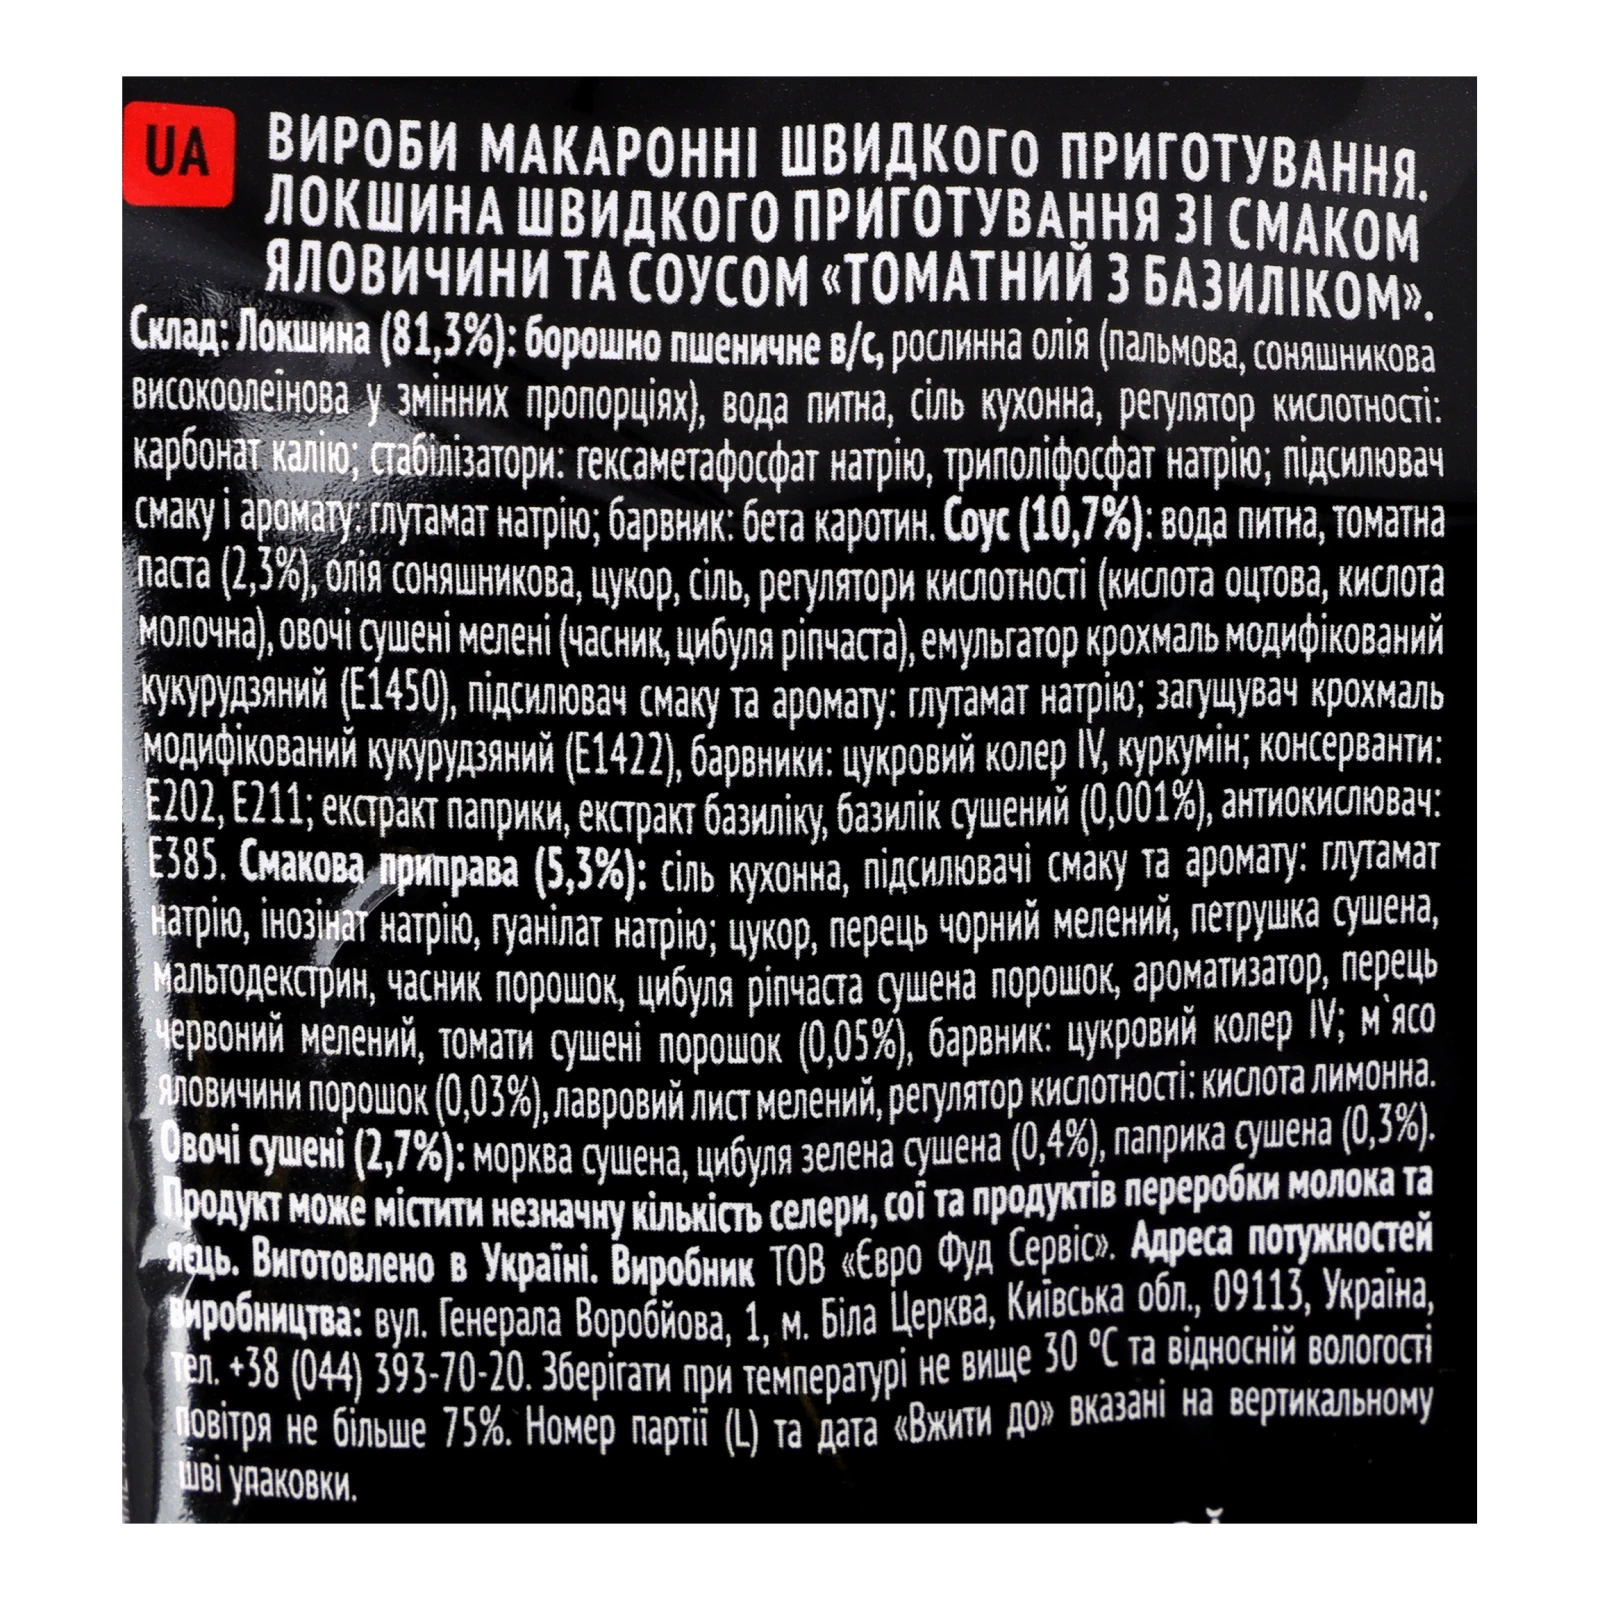 UA
ВИРОБИ МАКАРОННІ ШВИДКОГО ПРИГОТУВАННЯ.
ЛОКШИНА ШВИДКОГО ПРИГОТУВАННЯ ЗІ СМАКОМ
ЯЛОВИЧИНИ ТА СОУСОМ «ТОМАТНИЙ З БАЗИЛІКОМ».
Склад: Локшина (81,3%): борошно пшеничне в/с, рослинна олія (пальмова, соняшникова
високоолеїнова у змінних пропорціях), вода питна, сіль кухонна, регулятор кислотності:
карбонат калію; стабілізатори: гексаметафосфат натрію, триполіфосфат натрію; підсилювач
смаку і аромату: глутамат натрію; барвник: бета каротин. Соус (10,7%): вода питна, томатна
паста (2,3%), олія соняшникова, цукор, сіль, регулятори кислотності (кислота оцтова, кислота
молочна), овочі сушені мелені (часник, цибуля ріпчаста), емульгатор крохмаль модифікований
кукурудзяний (Е1450), підсилювач смаку та аромату: глутамат натрію; загущувач крохмаль
модифікований кукурудзяний (Е1422), барвники: цукровий колер IV, куркумін; консерванти:
Е202, Е211; екстракт паприки, екстракт базиліку, базилік сушений (0,001%), антиокислювач:
Е385. Смакова приправа (5,3%): сіль кухонна, підсилювачі смаку та аромату: глутамат
натрію, інозінат натрію, гуанілат натрію; цукор, перець чорний мелений, петрушка сушена,
мальтодекстрин, часник порошок, цибуля ріпчаста сушена порошок, ароматизатор, перець
червоний мелений, томати сушені порошок (0,05%), барвник: цукровий колер IV; м`ясо
яловичини порошок (0,03%), лавровий лист мелений, регулятор кислотності: кислота лимонна.
Овочі сушені (2,7%): морква сушена, цибуля зелена сушена (0,4%), паприка сушена (0,3%).
Продукт може містити незначну кількість селери, сої та продуктів переробки молока та
яєць. Виготовлено в Україні. Виробник ТОВ «Євро Фуд Сервіс». Адреса потужностей
виробництва: вул. Генерала Воробйова, 1, м. Біла Церква, Київська обл., 09113, Україна,
тел. +38 (044) 393-70-20. Зберігати при температурі не вище 30 °С та відносній вологості
повітря не більше 75%. Номер партії (L) та дата «Вжити до» вказані на вертикальному
шві упаковки.